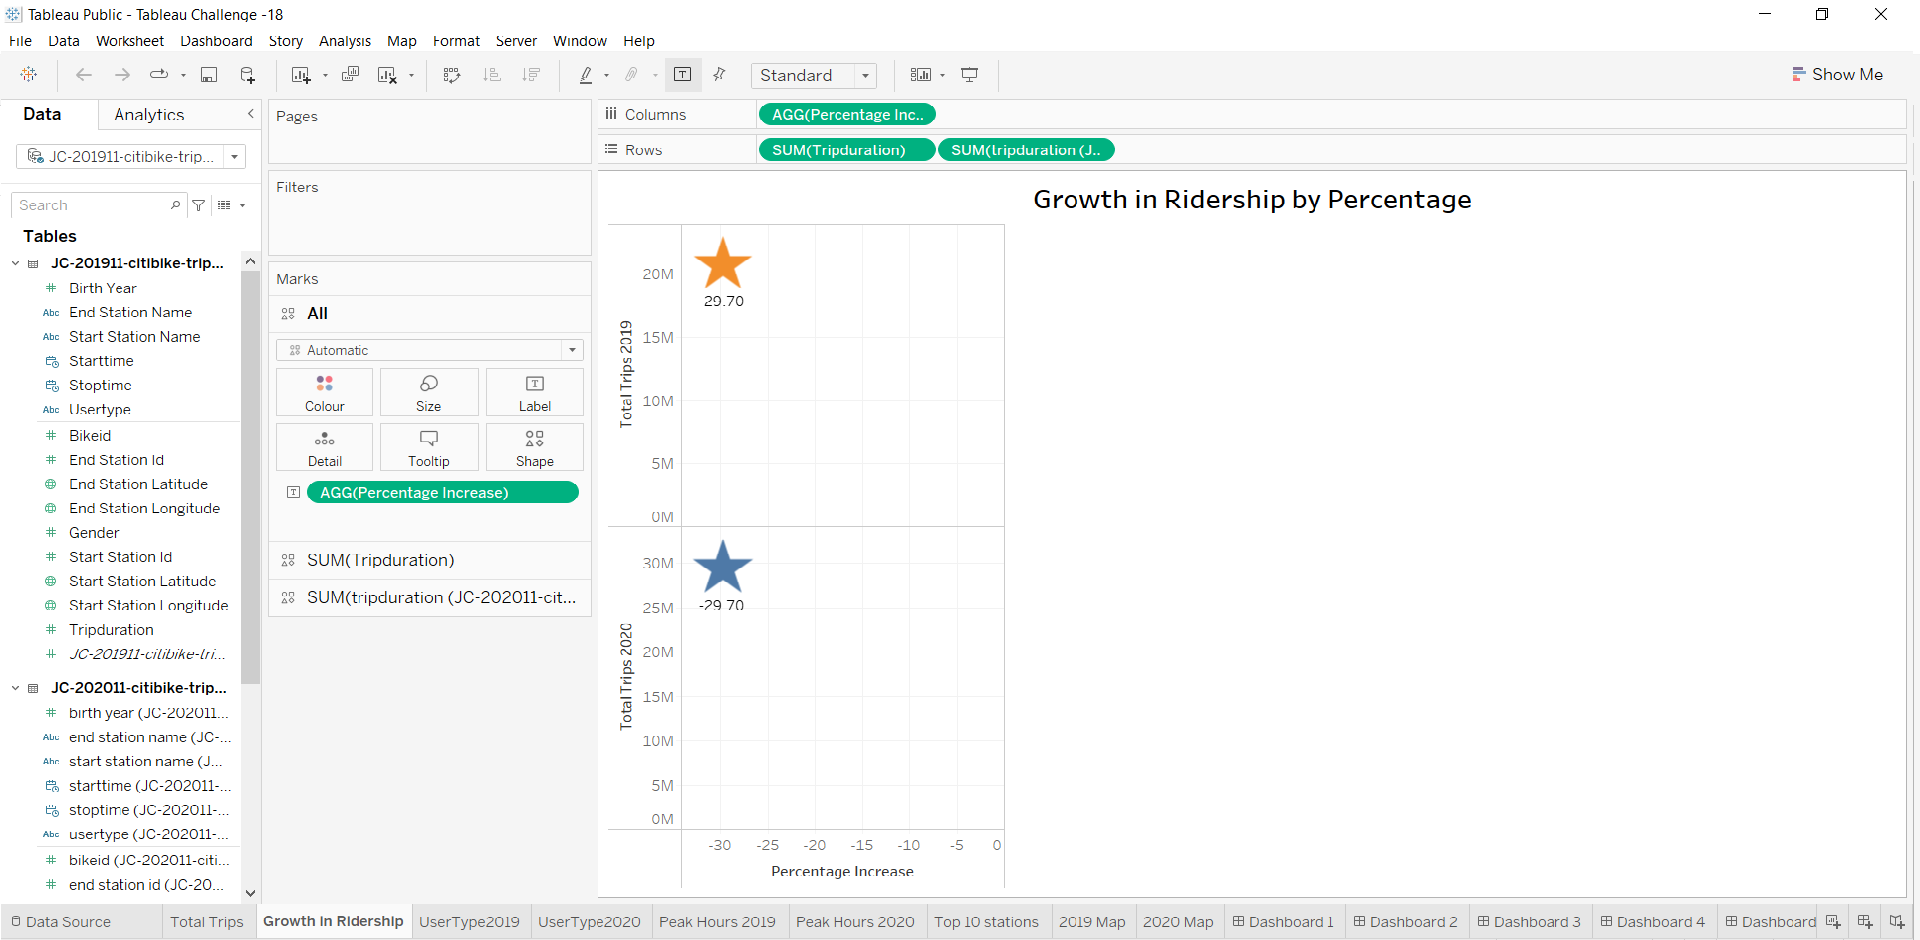 Tableau Public - Tableau Challenge -18
File Data Worksheet Dashboard Story Analysis Map Format Server Window Help
Standard
Show Me
Data Analytics
JC-201911-citibike-trip...
Search
Tables
JC-201911-citibike-trip...
# Birth Year
Abc End Station Name
Abc Start Station Name
Starttime
Stoptime
Abc Usertype
# Bikeid
# End Station Id
End Station Latitude
End Station Longitude
# Gender
# Start Station Id
Start Station Latitude
Start Station Longitude
# Tripduration
# JC-201911-citibike-tri...
JC-202011-citibike-trip...
# birth year (JC-202011...
Abc end station name (JC-...
Abc start station name (J...
starttime (JC-202011-...
stoptime (JC-202011-...
Abc usertype (JC-202011-...
# bikeid (JC-202011-citi...
# end station id (JC-20...
Pages
Filters
Marks
All
Automatic
Colour Size Label
Detail Tooltip Shape
AGG(Percentage Increase)
SUM(Tripduration)
SUM(tripduration (JC-202011-cit...
Columns AGG(Percentage Inc..
Rows SUM(Tripduration) SUM(tripduration (J..
Growth in Ridership by Percentage
Total Trips 2019
20M
15M
10M
5M
0M
29.70
Total Trips 2020
30M
25M
20M
15M
10M
5M
0M
-29.70
-30 -25 -20 -15 -10 -5 0
Percentage Increase
Data Source Total Trips Growth in Ridership UserType2019 UserType2020 Peak Hours 2019 Peak Hours 2020 Top 10 stations 2019 Map 2020 Map Dashboard 1 Dashboard 2 Dashboard 3 Dashboard 4 Dashboard